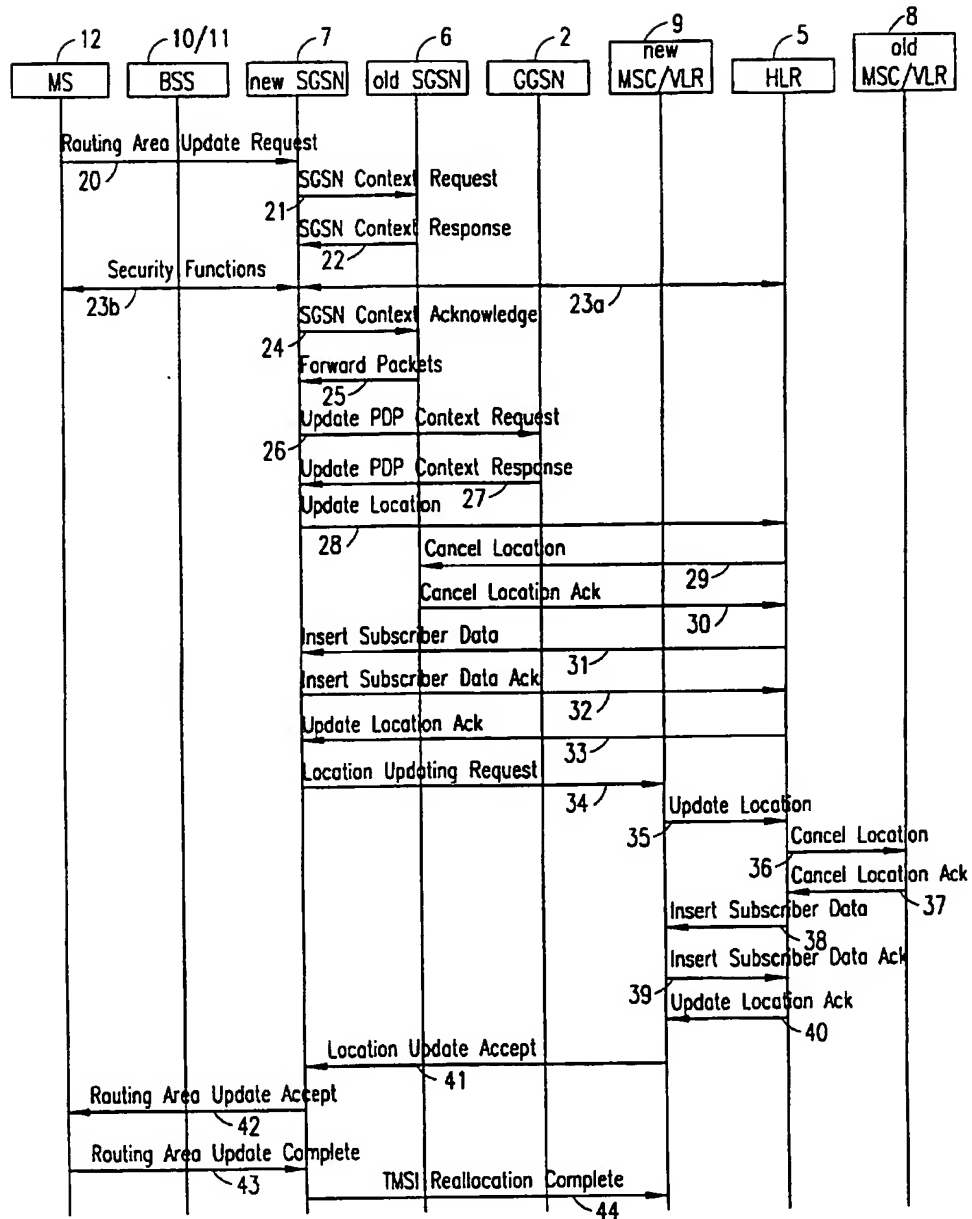 12
10/11
7
6
2
9
5
8
MS
BSS
new SGSN
old SGSN
GGSN
new
MSC/VLR
HLR
old
MSC/VLR
Routing Area Update Request
20
SGSN Context Request
21
SGSN Context Response
22
Security Functions
23b
23a
SGSN Context Acknowledge
24
Forward Packets
25
Update PDP Context Request
26
Update PDP Context Response
27
Update Location
28
Cancel Location
29
Cancel Location Ack
30
Insert Subscriber Data
31
Insert Subscriber Data Ack
32
Update Location Ack
33
Location Updating Request
34
Update Location
35
Cancel Location
36
Cancel Location Ack
37
Insert Subscriber Data
38
Insert Subscriber Data Ack
39
Update Location Ack
40
Location Update Accept
41
Routing Area Update Accept
42
Routing Area Update Complete
43
TMSI Reallocation Complete
44